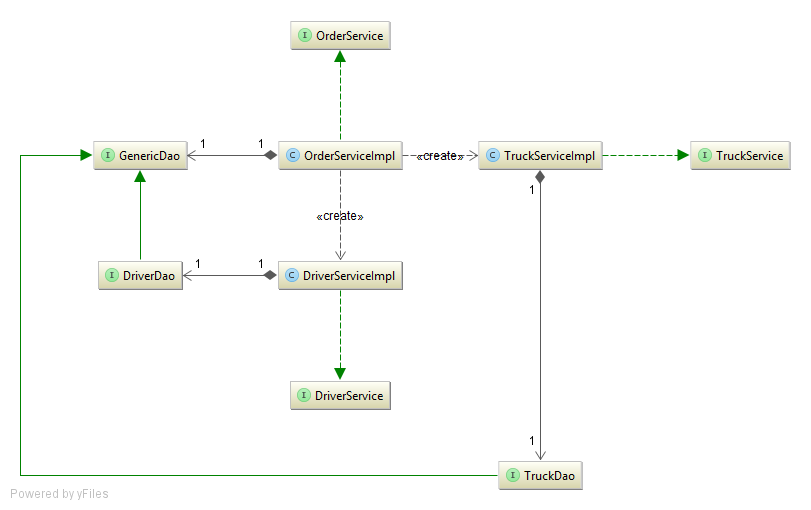 I OrderService
1 1
I GenericDao
C OrderServiceImpl
«create»
C TruckServiceImpl
I TruckService
1
«create»
1 1
I DriverDao
C DriverServiceImpl
I DriverService
1
I TruckDao
Powered by yFiles